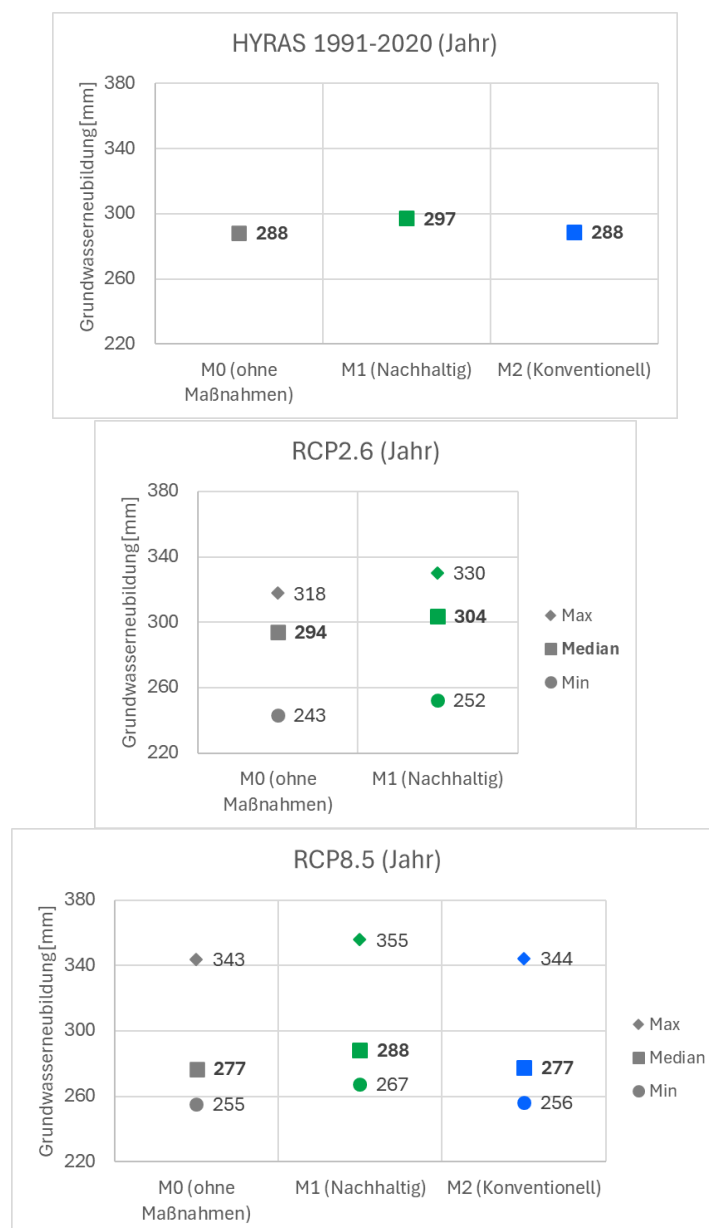 HYRAS 1991-2020 (Jahr)
Grundwasserneubildung[mm]
380
340
300
260
220
288
297
288
M0 (ohne
Maßnahmen)
M1 (Nachhaltig)
M2 (Konventionell)
RCP2.6 (Jahr)
Grundwasserneubildung[mm]
380
340
300
260
220
318
294
243
330
304
252
M0 (ohne
Maßnahmen)
M1 (Nachhaltig)
Max
Median
Min
RCP8.5 (Jahr)
Grundwasserneubildung[mm]
380
340
300
260
220
343
277
255
355
288
267
344
277
256
M0 (ohne
Maßnahmen)
M1 (Nachhaltig)
M2 (Konventionell)
Max
Median
Min